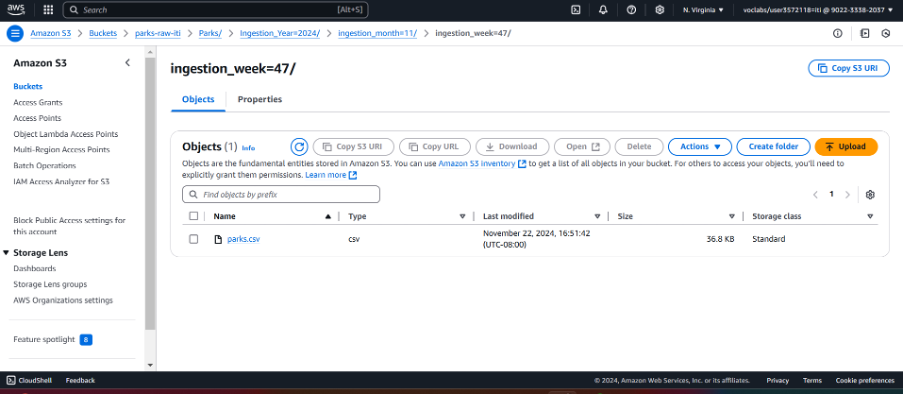 aws
Search
[Alt+S]
N. Virginia
voclabs/user3572118=iti @ 9022-3338-2037
Amazon S3 > Buckets > parks-raw-iti > Parks/ > Ingestion_Year=2024/ > ingestion_month=11/ > ingestion_week=47/
Amazon S3
Buckets
Access Grants
Access Points
Object Lambda Access Points
Multi-Region Access Points
Batch Operations
IAM Access Analyzer for S3
Block Public Access settings for
this account
Storage Lens
Dashboards
Storage Lens groups
AWS Organizations settings
Feature spotlight 8
ingestion_week=47/
Copy S3 URI
Objects Properties
Objects (1) Info
Copy S3 URI
Copy URL
Download
Open
Delete
Actions
Create folder
Upload
Objects are the fundamental entities stored in Amazon S3. You can use Amazon S3 inventory to get a list of all objects in your bucket. For others to access your objects, you'll need to
explicitly grant them permissions. Learn more
Find objects by prefix
< 1 >
Name Type Last modified Size Storage class
parks.csv csv November 22, 2024, 16:51:42 36.8 KB Standard
(UTC-08:00)
CloudShell Feedback
© 2024, Amazon Web Services, Inc. or its affiliates. Privacy Terms Cookie preferences